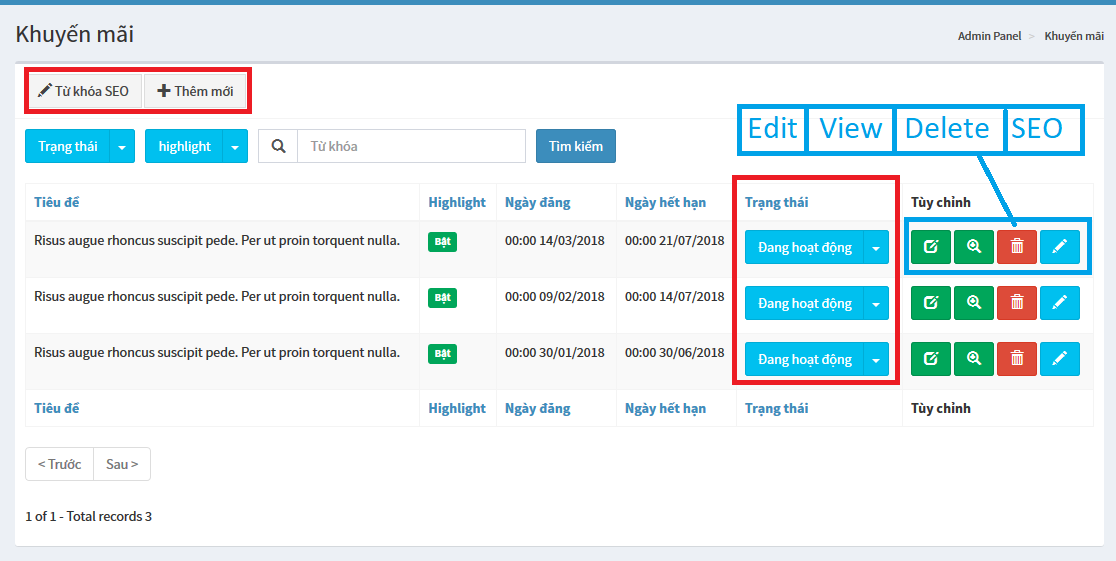 Khuyến mãi
Admin Panel > Khuyến mãi
Từ khóa SEO Thêm mới
Edit View Delete SEO
Trạng thái highlight Từ khóa Tìm kiếm
Tiêu đề Highlight Ngày đăng Ngày hết hạn Trạng thái Tùy chỉnh
Risus augue rhoncus suscipit pede. Per ut proin torquent nulla. Bật 00:00 14/03/2018 00:00 21/07/2018 Đang hoạt động
Risus augue rhoncus suscipit pede. Per ut proin torquent nulla. Bật 00:00 09/02/2018 00:00 14/07/2018 Đang hoạt động
Risus augue rhoncus suscipit pede. Per ut proin torquent nulla. Bật 00:00 30/01/2018 00:00 30/06/2018 Đang hoạt động
Tiêu đề Highlight Ngày đăng Ngày hết hạn Trạng thái Tùy chỉnh
< Trước Sau >
1 of 1 - Total records 3